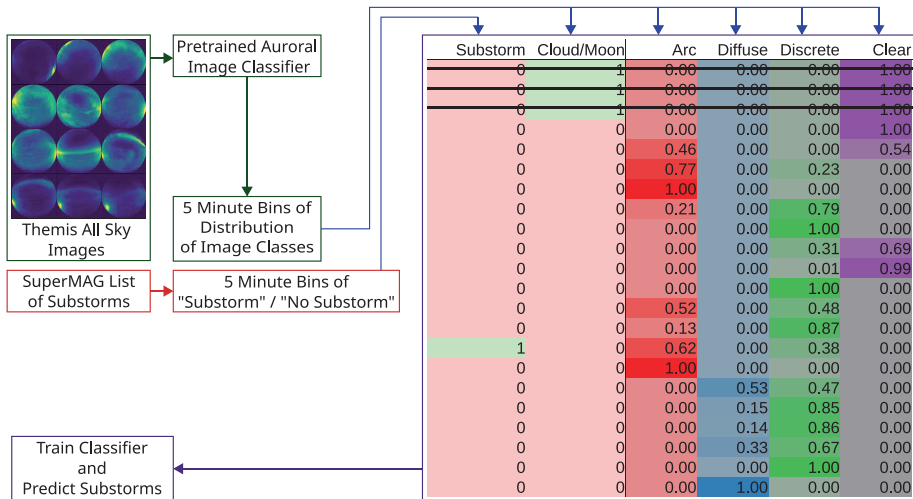 Pretrained Auroral
Image Classifier
Themis All Sky
Images
5 Minute Bins of
Distribution
of Image Classes
SuperMAG List
of Substorms
5 Minute Bins of
"Substorm" / "No Substorm"
Train Classifier
and
Predict Substorms
Substorm Cloud/Moon Arc Diffuse Discrete Clear
0 1 0.00 0.00 0.00 1.00
0 1 0.00 0.00 0.00 1.00
0 1 0.00 0.00 0.00 1.00
0 0 0.00 0.00 0.00 1.00
0 0 0.46 0.00 0.00 0.54
0 0 0.77 0.00 0.23 0.00
0 0 1.00 0.00 0.00 0.00
0 0 0.21 0.00 0.79 0.00
0 0 0.00 0.00 1.00 0.00
0 0 0.00 0.00 0.31 0.69
0 0 0.00 0.00 0.01 0.99
0 0 0.00 0.00 1.00 0.00
0 0 0.52 0.00 0.48 0.00
0 0 0.13 0.00 0.87 0.00
1 0 0.62 0.00 0.38 0.00
0 0 1.00 0.00 0.00 0.00
0 0 0.00 0.53 0.47 0.00
0 0 0.00 0.15 0.85 0.00
0 0 0.00 0.14 0.86 0.00
0 0 0.00 0.33 0.67 0.00
0 0 0.00 0.00 1.00 0.00
0 0 0.00 1.00 0.00 0.00